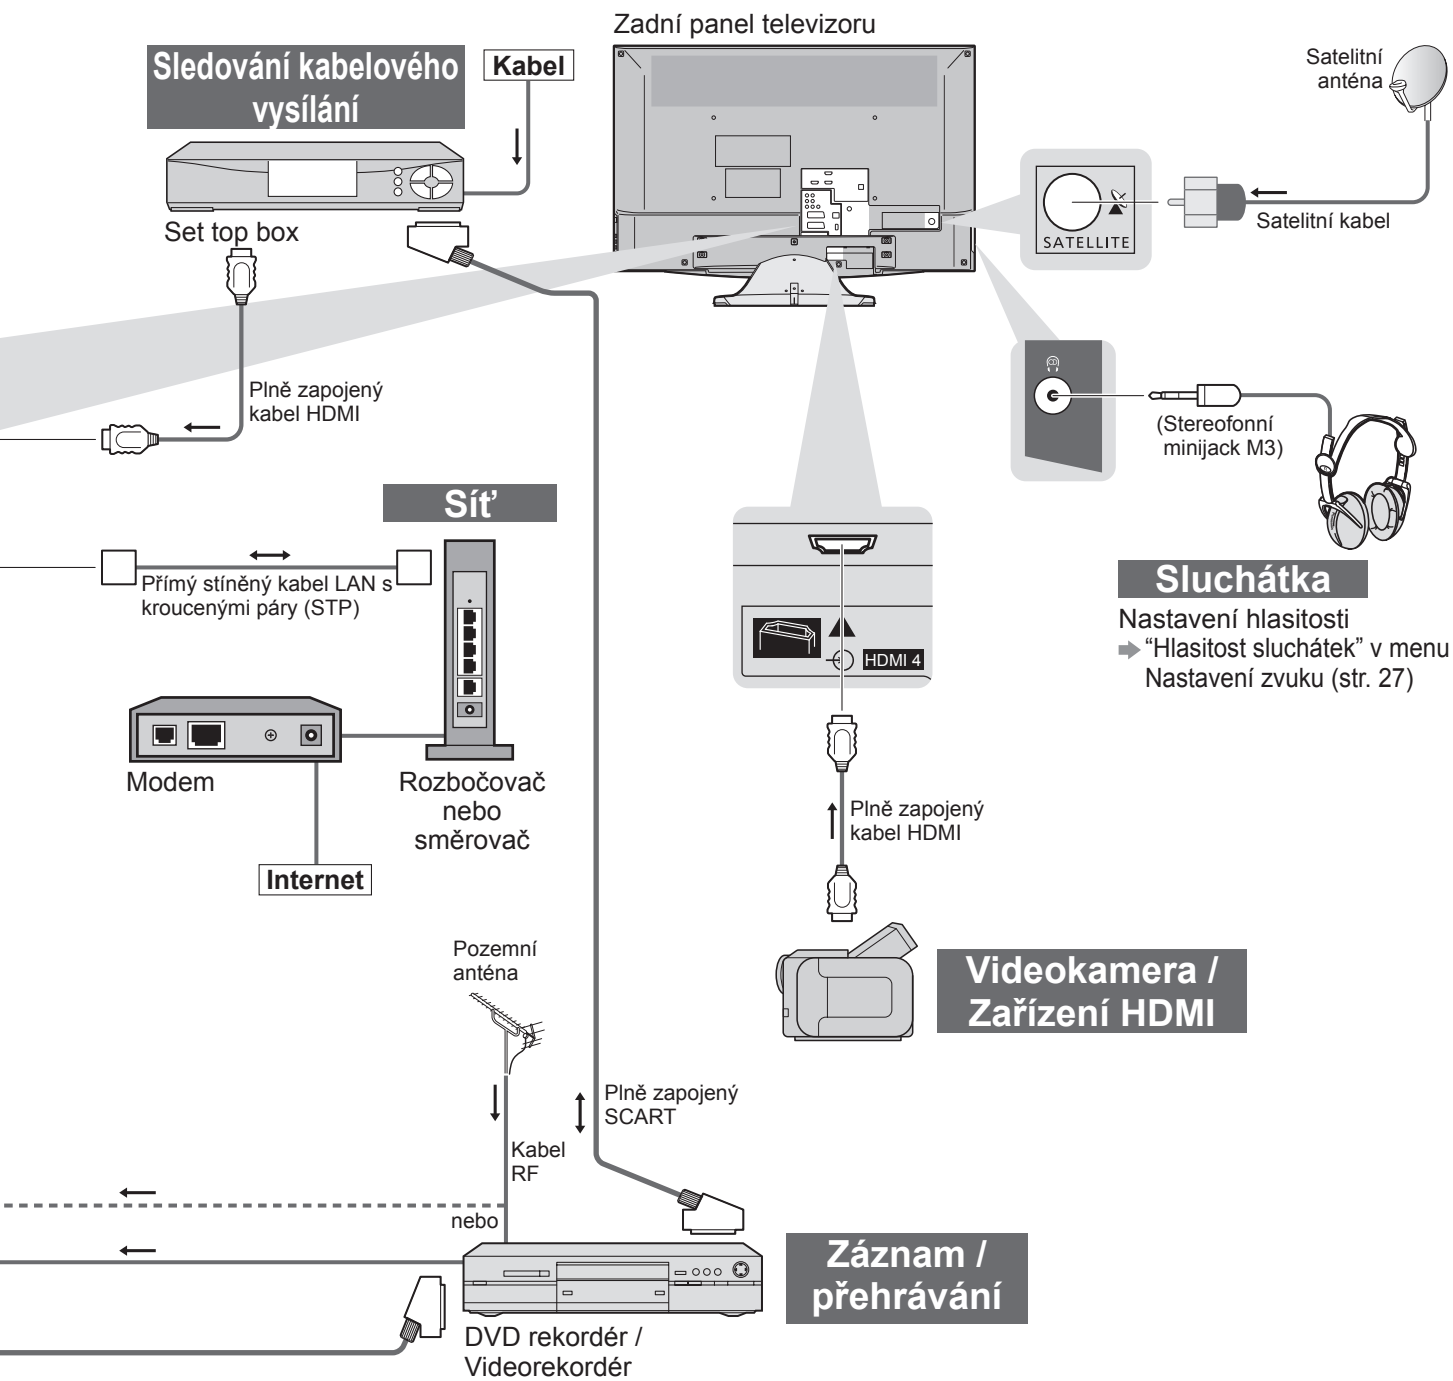 Zadní panel televizoru
Sledování kabelového
vysílání
Kabel
Satelitní
anténa
Set top box
SATELLITE
Satelitní kabel
Plně zapojený
kabel HDMI
(Stereofonní
minijack M3)
Síť
Přímý stíněný kabel LAN s
kroucenými páry (STP)
HDMI 4
Sluchátka
Nastavení hlasitosti
“Hlasitost sluchátek” v menu
Nastavení zvuku (str. 27)
Modem
Rozbočovač
nebo
směrovač
Internet
Plně zapojený
kabel HDMI
Pozemní
anténa
Videokamera /
Zařízení HDMI
Plně zapojený
SCART
Kabel
RF
nebo
Záznam /
přehrávání
DVD rekordér /
Videorekordér